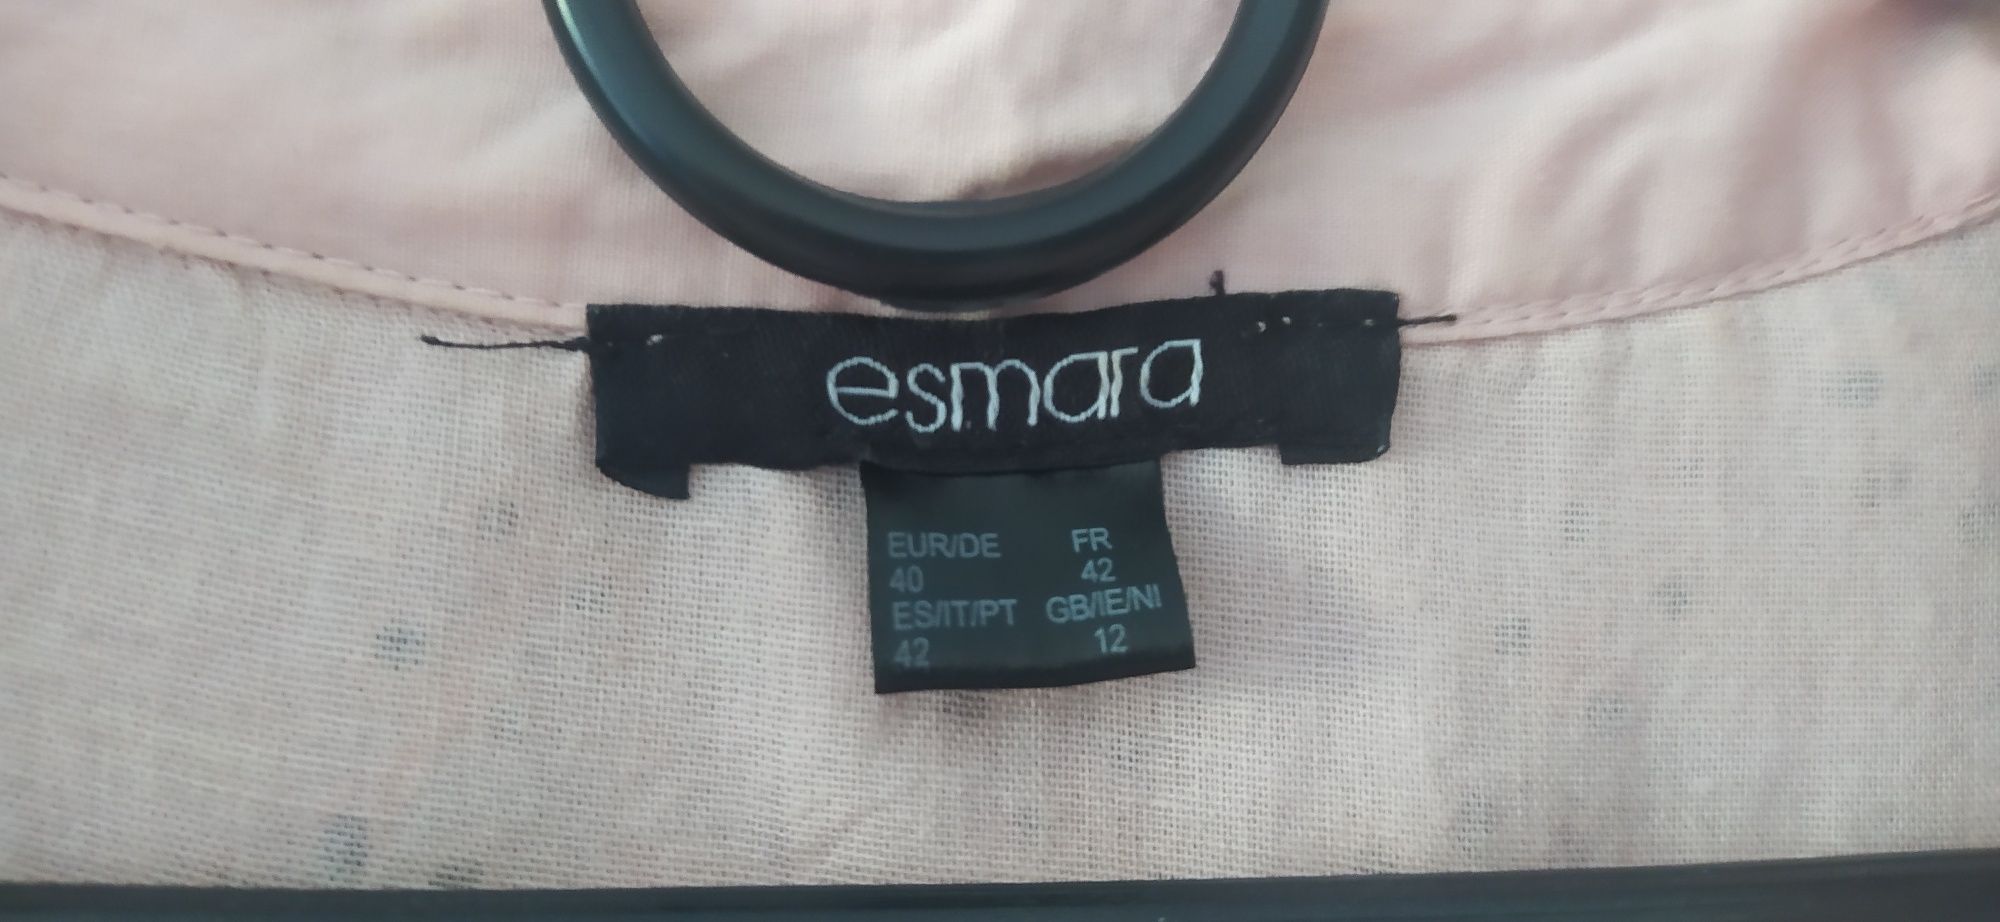 esmara
EUR/DE FR
40 42
ES/IT/PT GB/IE/NI
42 12